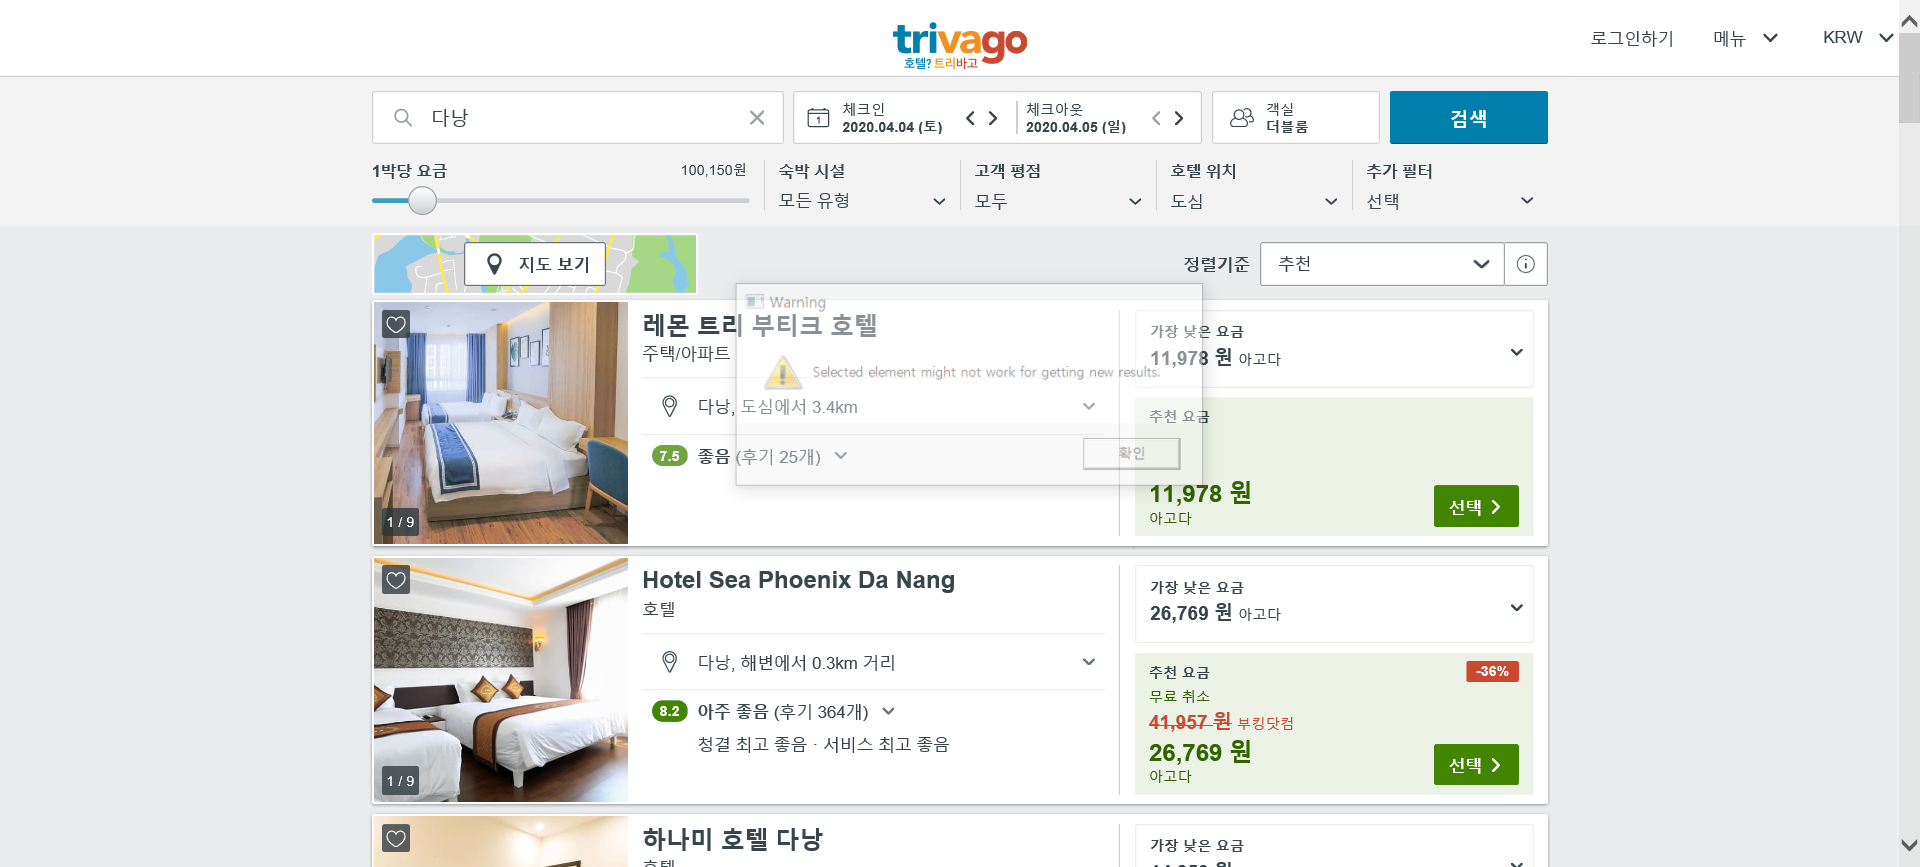 trivago
호텔? 트리바고
로그인하기
메뉴
KRW
다낭
1
체크인
2020.04.04 (토)
체크아웃
2020.04.05 (일)
객실
더블룸
검색
1박당 요금
100,150원
숙박 시설
모든 유형
고객 평점
모두
호텔 위치
도심
추가 필터
선택
지도 보기
정렬기준
추천
Warning
Selected element might not work for getting new results.
확인
레몬 트리 부티크 호텔
주택/아파트
다낭, 도심에서 3.4km
7.5 좋음 (후기 25개)
1 / 9
가장 낮은 요금
11,978 원 아고다
추천 요금
11,978 원
아고다
선택
Hotel Sea Phoenix Da Nang
호텔
다낭, 해변에서 0.3km 거리
8.2 아주 좋음 (후기 364개)
청결 최고 좋음 · 서비스 최고 좋음
1 / 9
가장 낮은 요금
26,769 원 아고다
추천 요금
-36%
무료 취소
41,957 원 부킹닷컴
26,769 원
아고다
선택
하나미 호텔 다낭
호텔
가장 낮은 요금